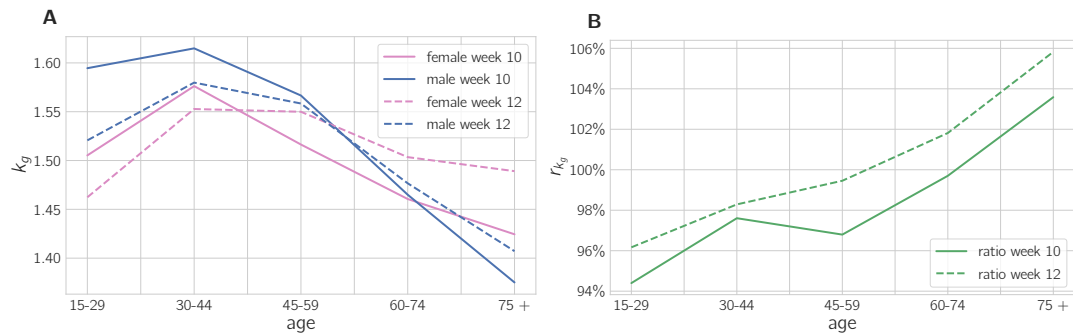 A
1.60
1.55
1.50
1.45
1.40
k_g
female week 10
male week 10
female week 12
male week 12
15-29 30-44 45-59 60-74 75 +
age
B
106%
104%
102%
100%
98%
96%
94%
r_{k_g}
ratio week 10
ratio week 12
15-29 30-44 45-59 60-74 75 +
age